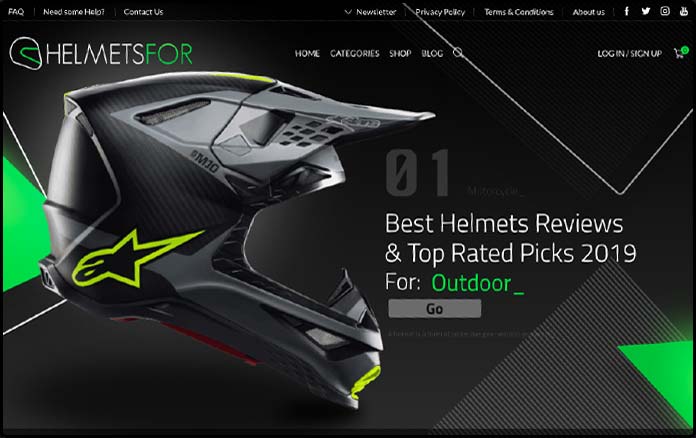 FAQ Need some Help? Contact Us Newsletter Privacy Policy Terms & Conditions About us
HELMETSFOR HOME CATEGORIES SHOP BLOG LOG IN / SIGN UP 0
#M10
01 Motorcycle_
Best Helmets Reviews
& Top Rated Picks 2019
For: Outdoor_
Go